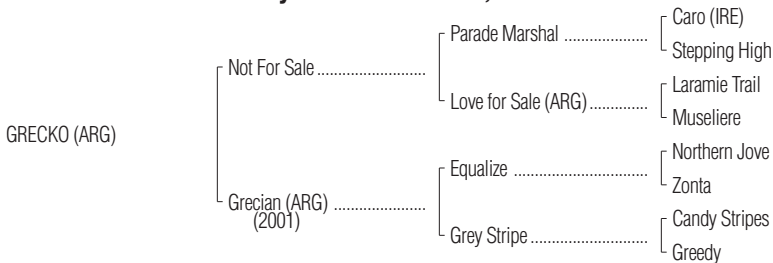 Caro (IRE)
Parade Marshal ..................
Stepping High
Not For Sale .......................
Laramie Trail
Love for Sale (ARG) .............
Museliere
GRECKO (ARG)
Northern Jove
Equalize ............................
Zonta
Grecian (ARG) ...................
(2001)
Candy Stripes
Grey Stripe .........................
Greedy